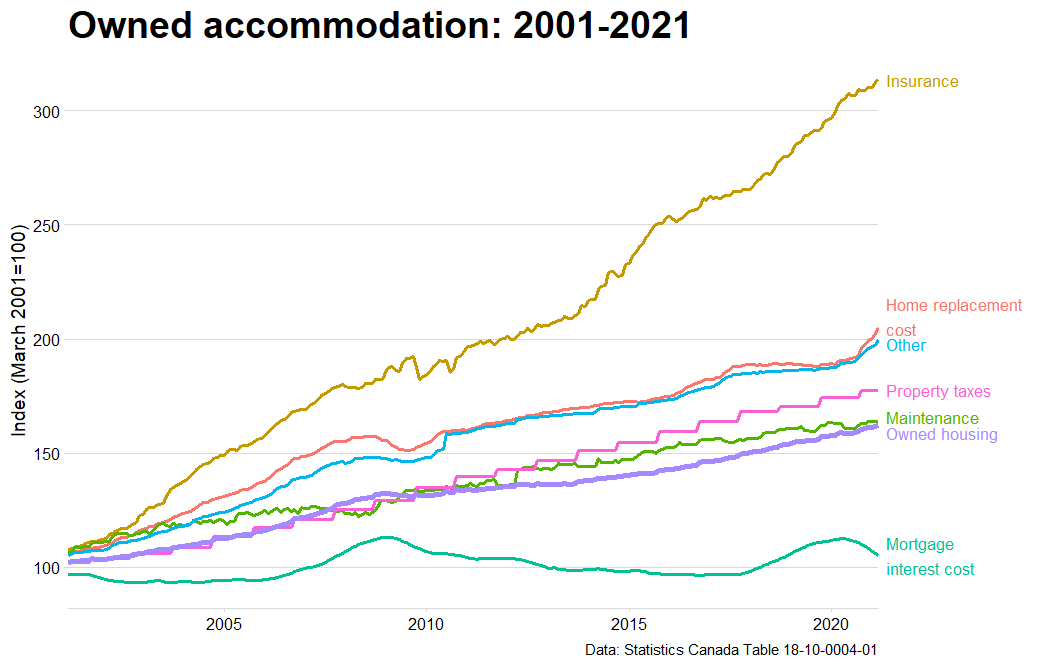 Owned accommodation: 2001-2021
Index (March 2001=100)
300
250
200
150
100
2005
2010
2015
2020
Insurance
Home replacement
cost
Other
Property taxes
Maintenance
Owned housing
Mortgage
interest cost
Data: Statistics Canada Table 18-10-0004-01